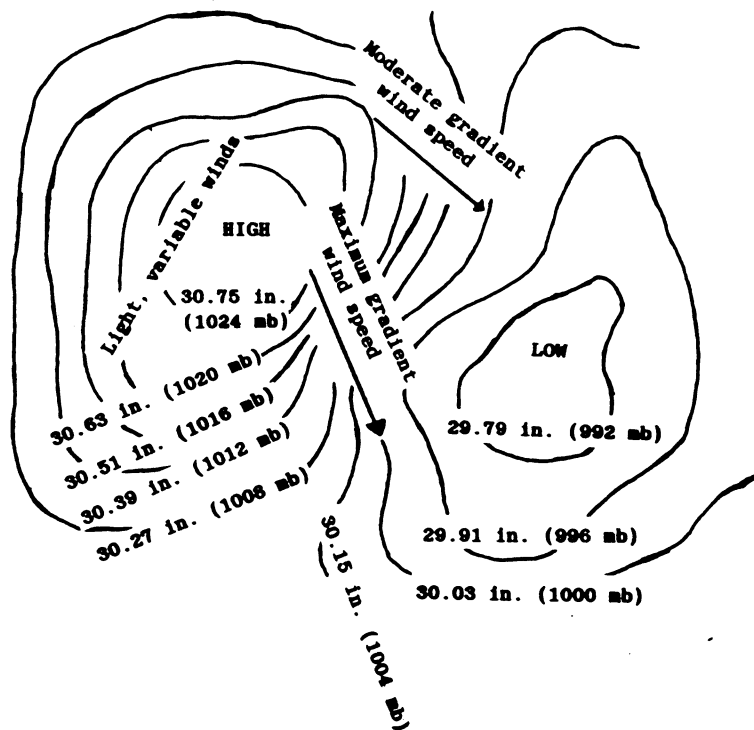 Moderate gradient
wind speed
Light, variable winds
HIGH
Maximum gradient
wind speed
30.75 in.
(1024 mb)
LOW
30.63 in. (1020 mb)
30.51 in. (1016 mb)
30.39 in. (1012 mb)
30.27 in. (1008 mb)
29.79 in. (992 mb)
29.91 in. (996 mb)
30.03 in. (1000 mb)
30.15 in. (1004 mb)